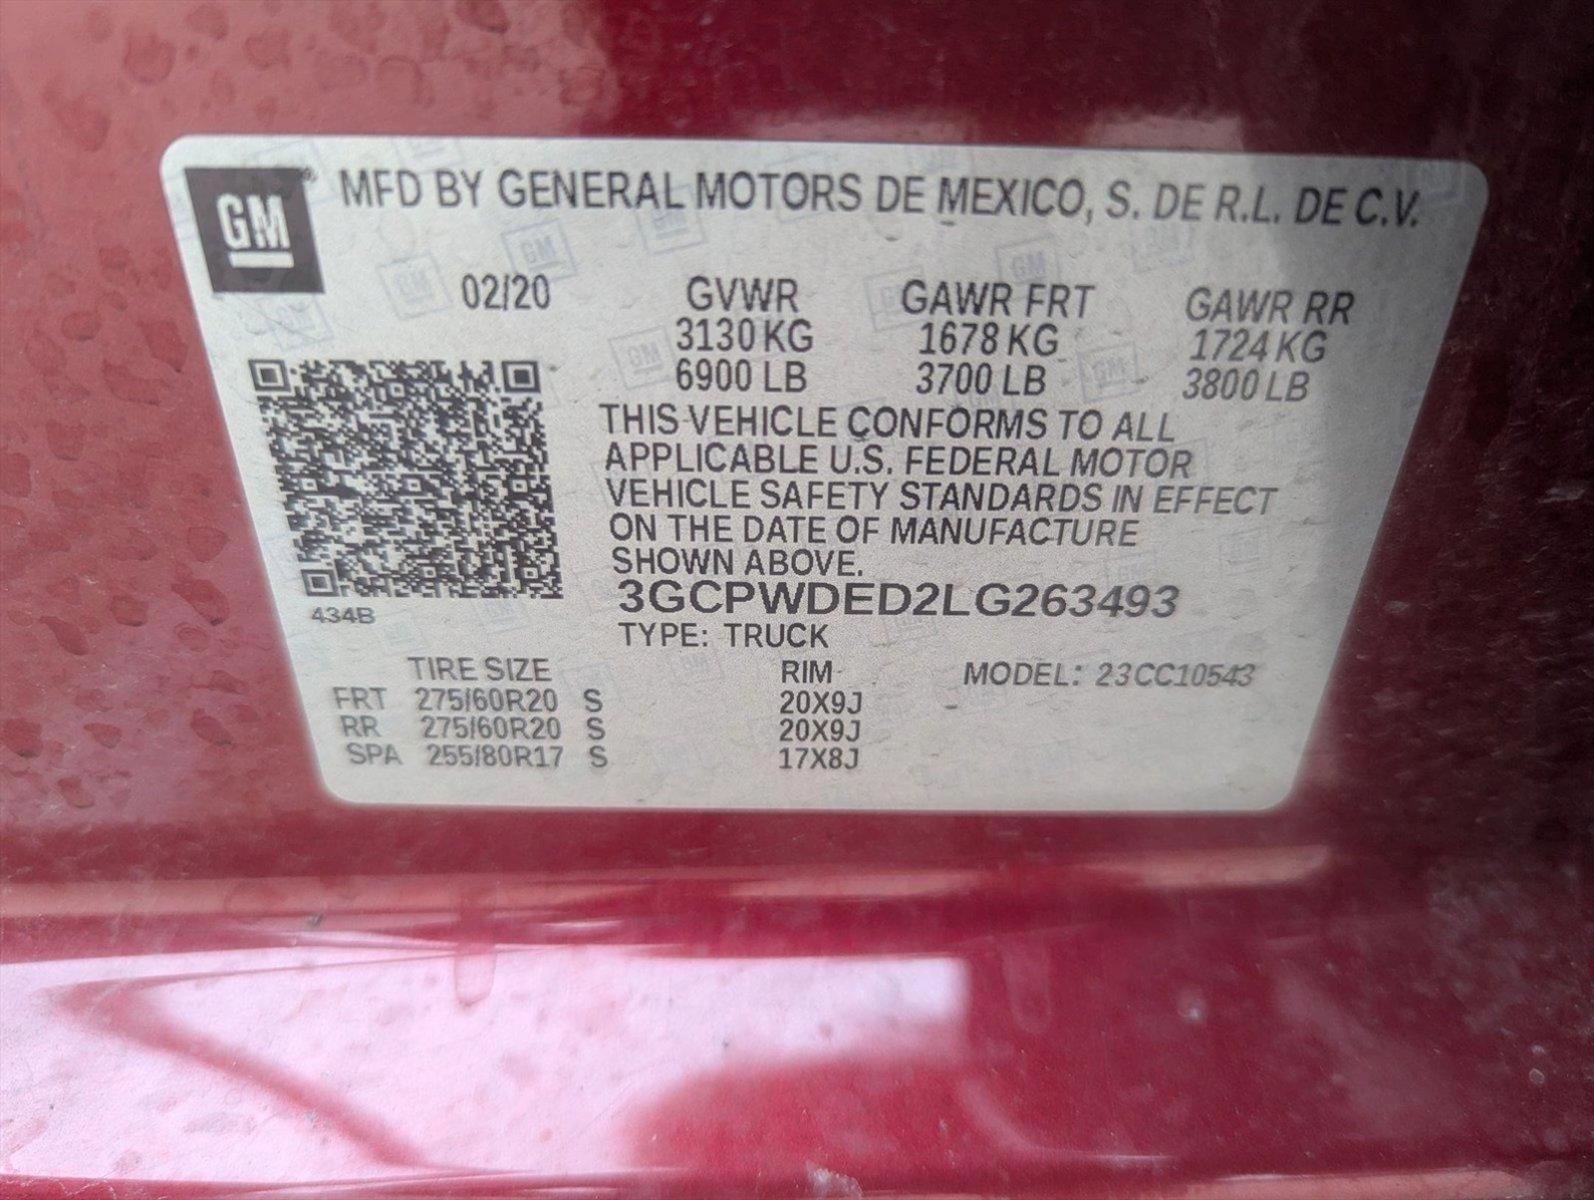 GM
MFD BY GENERAL MOTORS DE MEXICO, S. DE R.L. DE C.V.
02/20 GVWR GAWR FRT GAWR RR
3130 KG 1678 KG 1724 KG
6900 LB 3700 LB 3800 LB
THIS VEHICLE CONFORMS TO ALL
APPLICABLE U.S. FEDERAL MOTOR
VEHICLE SAFETY STANDARDS IN EFFECT
ON THE DATE OF MANUFACTURE
SHOWN ABOVE.
3GCPWDED2LG263493
434B
TYPE: TRUCK
TIRE SIZE RIM MODEL: 23CC10543
FRT 275/60R20 S 20X9J
RR 275/60R20 S 20X9J
SPA 255/80R17 S 17X8J